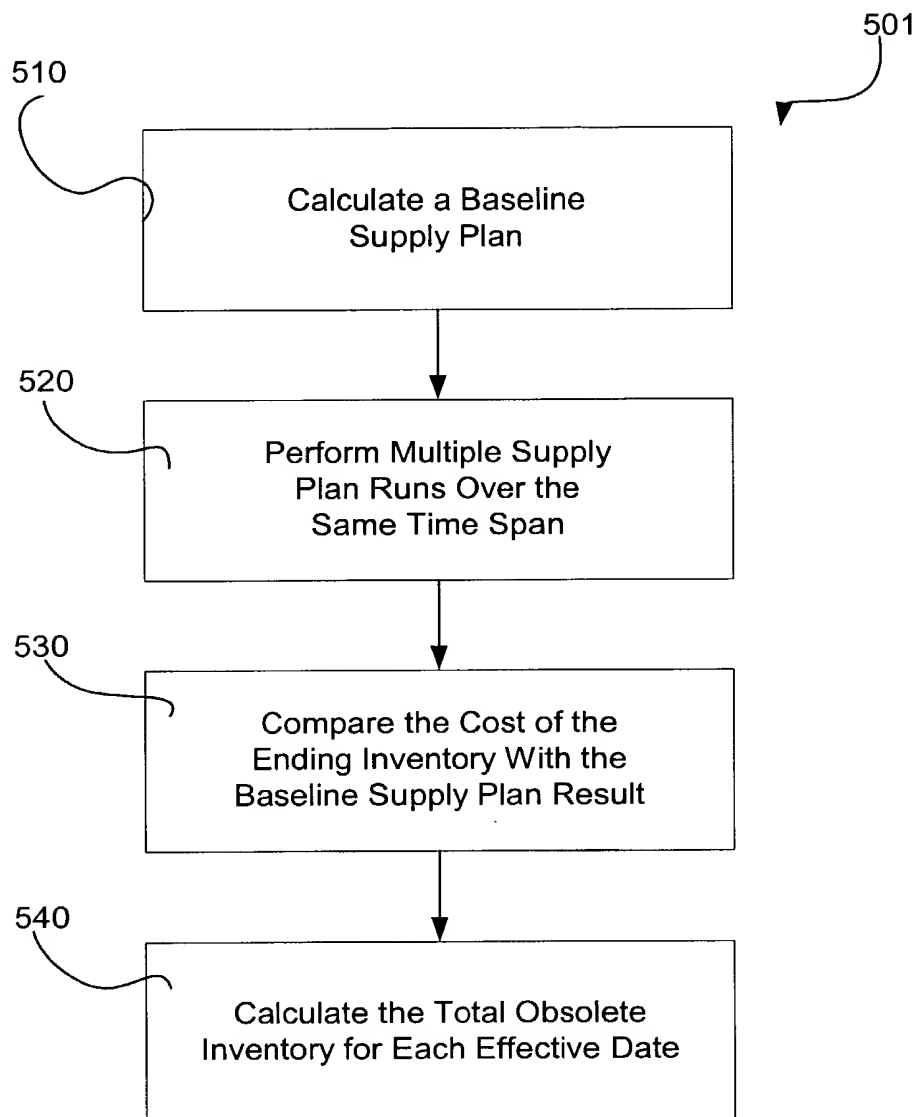 501
510
Calculate a Baseline
Supply Plan
520
Perform Multiple Supply
Plan Runs Over the
Same Time Span
530
Compare the Cost of the
Ending Inventory With the
Baseline Supply Plan Result
540
Calculate the Total Obsolete
Inventory for Each Effective Date